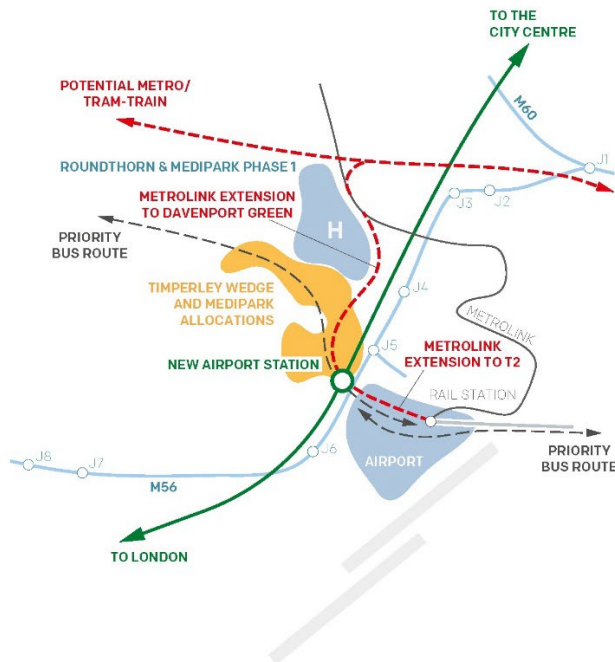 TO THE
CITY CENTRE
POTENTIAL METRO/
TRAM-TRAIN
M60
J1
ROUNDTHORN & MEDIPARK PHASE 1
METROLINK EXTENSION
TO DAVENPORT GREEN
H
J3
J2
PRIORITY
BUS ROUTE
TIMPERLEY WEDGE
AND MEDIPARK
ALLOCATIONS
J4
METROLINK
J5
METROLINK
EXTENSION TO T2
NEW AIRPORT STATION
RAIL STATION
J6
AIRPORT
PRIORITY
BUS ROUTE
J8
J7
M56
TO LONDON